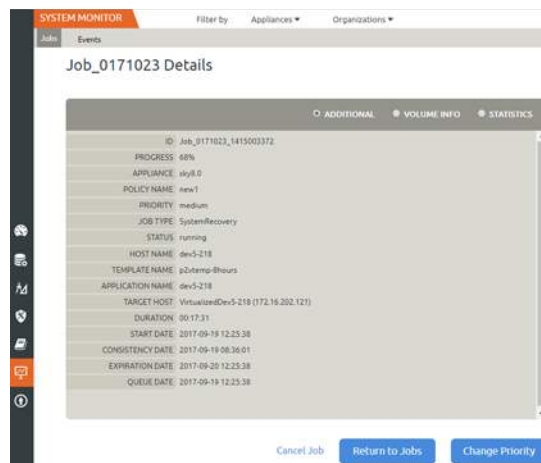 SYSTEM MONITOR
Filter by Appliances Organizations
Jobs Events
Job_0171023 Details
ADDITIONAL VOLUME INFO STATISTICS
ID Job_0171023_1415003372
PROGRESS 68%
APPLIANCE sky8.0
POLICY NAME new1
PRIORITY medium
JOB TYPE SystemRecovery
STATUS running
HOST NAME dev5-218
TEMPLATE NAME p2vtemp-8hours
APPLICATION NAME dev5-218
TARGET HOST VirtualizedDev5-218 (172.16.202.121)
DURATION 00:17:31
START DATE 2017-09-19 12:25:38
CONSISTENCY DATE 2017-09-19 08:36:01
EXPIRATION DATE 2017-09-20 12:25:38
QUEUE DATE 2017-09-19 12:25:38
Cancel Job Return to Jobs Change Priority